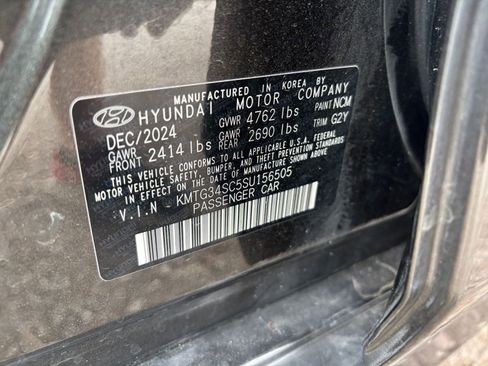 MANUFACTURED IN KOREA BY
HYUNDAI MOTOR COMPANY
DEC/2024 GVWR 4762 lbs PAINT NCM
GAWR FRONT 2414 lbs GAWR REAR 2690 lbs TRIM G2Y
THIS VEHICLE CONFORMS TO ALL APPLICABLE U.S.A. FEDERAL
MOTOR VEHICLE SAFETY, BUMPER, AND THEFT PREVENTION STANDARDS
IN EFFECT ON THE DATE OF MANUFACTURE SHOWN ABOVE.
V.I.N KMTG34SC5SU156505
PASSENGER CAR